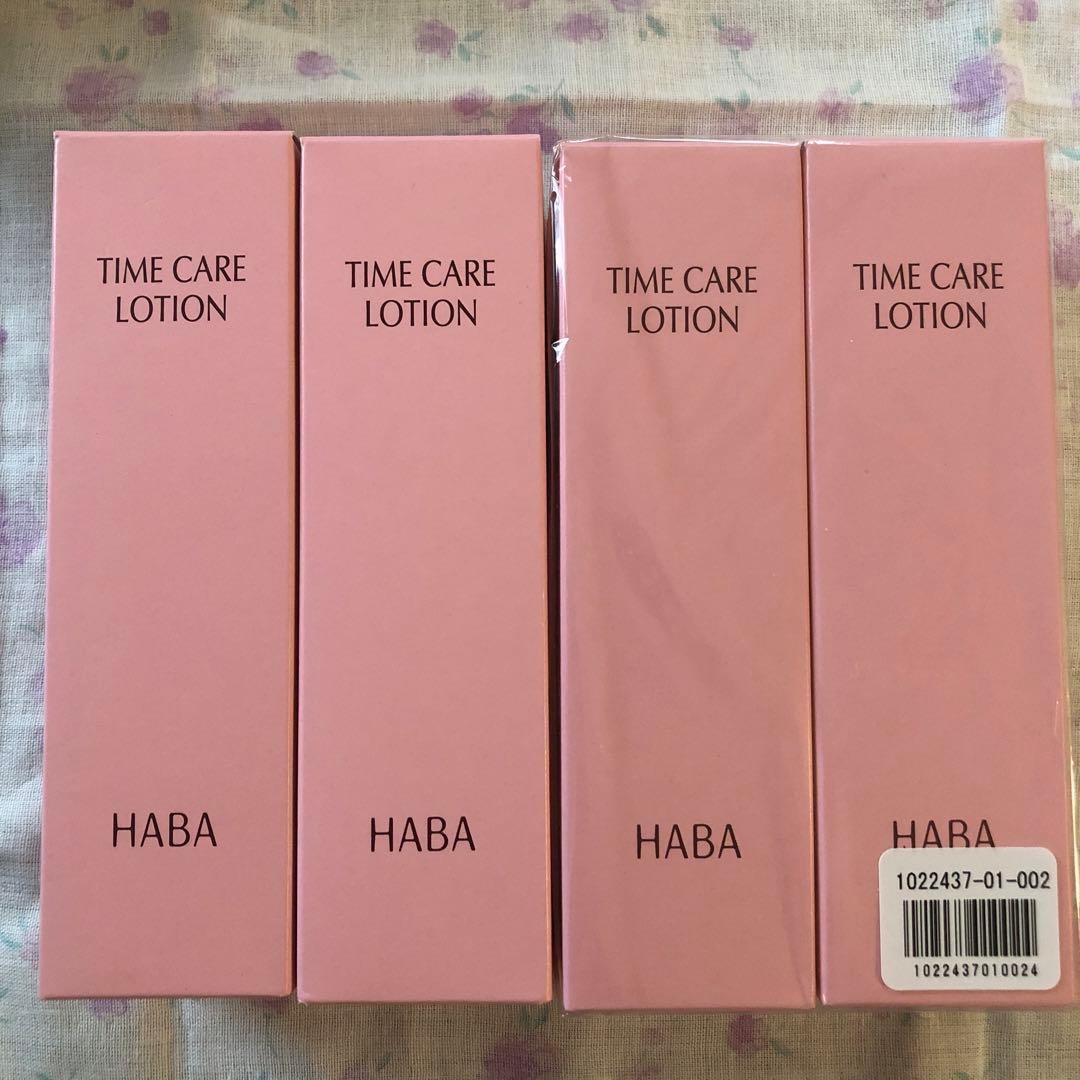 TIME CARE
LOTION
HABA
TIME CARE
LOTION
HABA
TIME CARE
LOTION
HABA
TIME CARE
LOTION
HABA
1022437-01-002
1022437010024